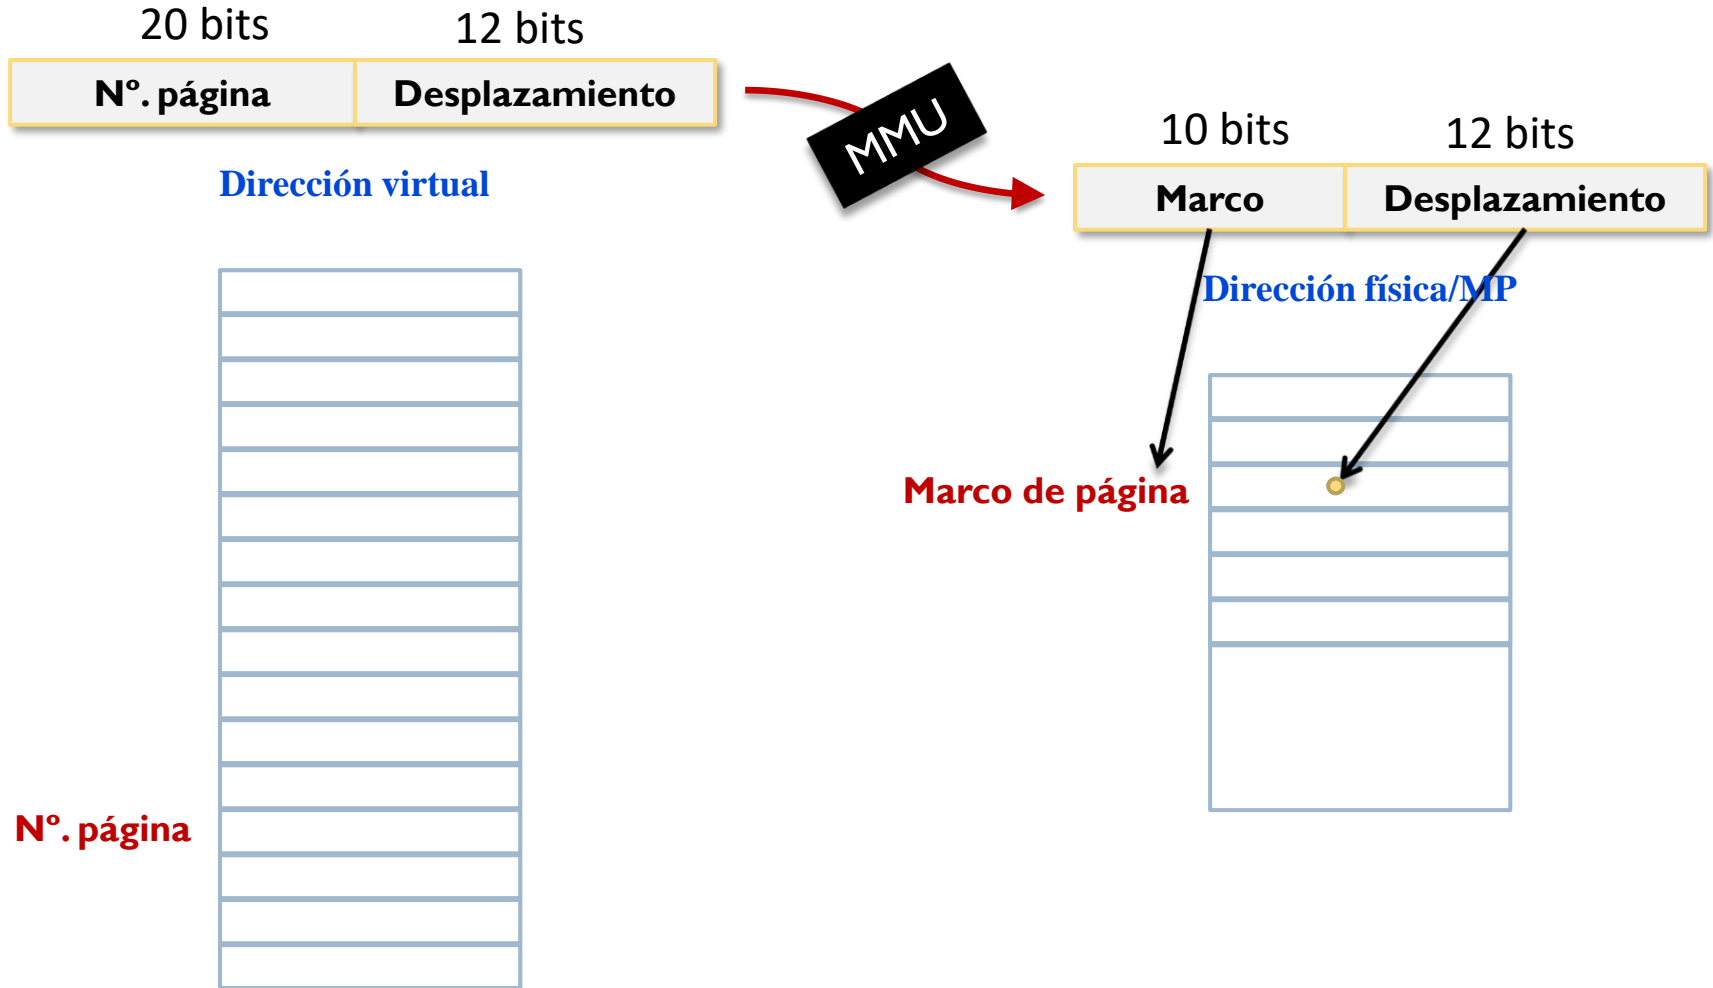 20 bits
12 bits
Nº. página
Desplazamiento
MMU
Dirección virtual
10 bits
12 bits
Marco
Desplazamiento
Dirección física/MP
Marco de página
Nº. página